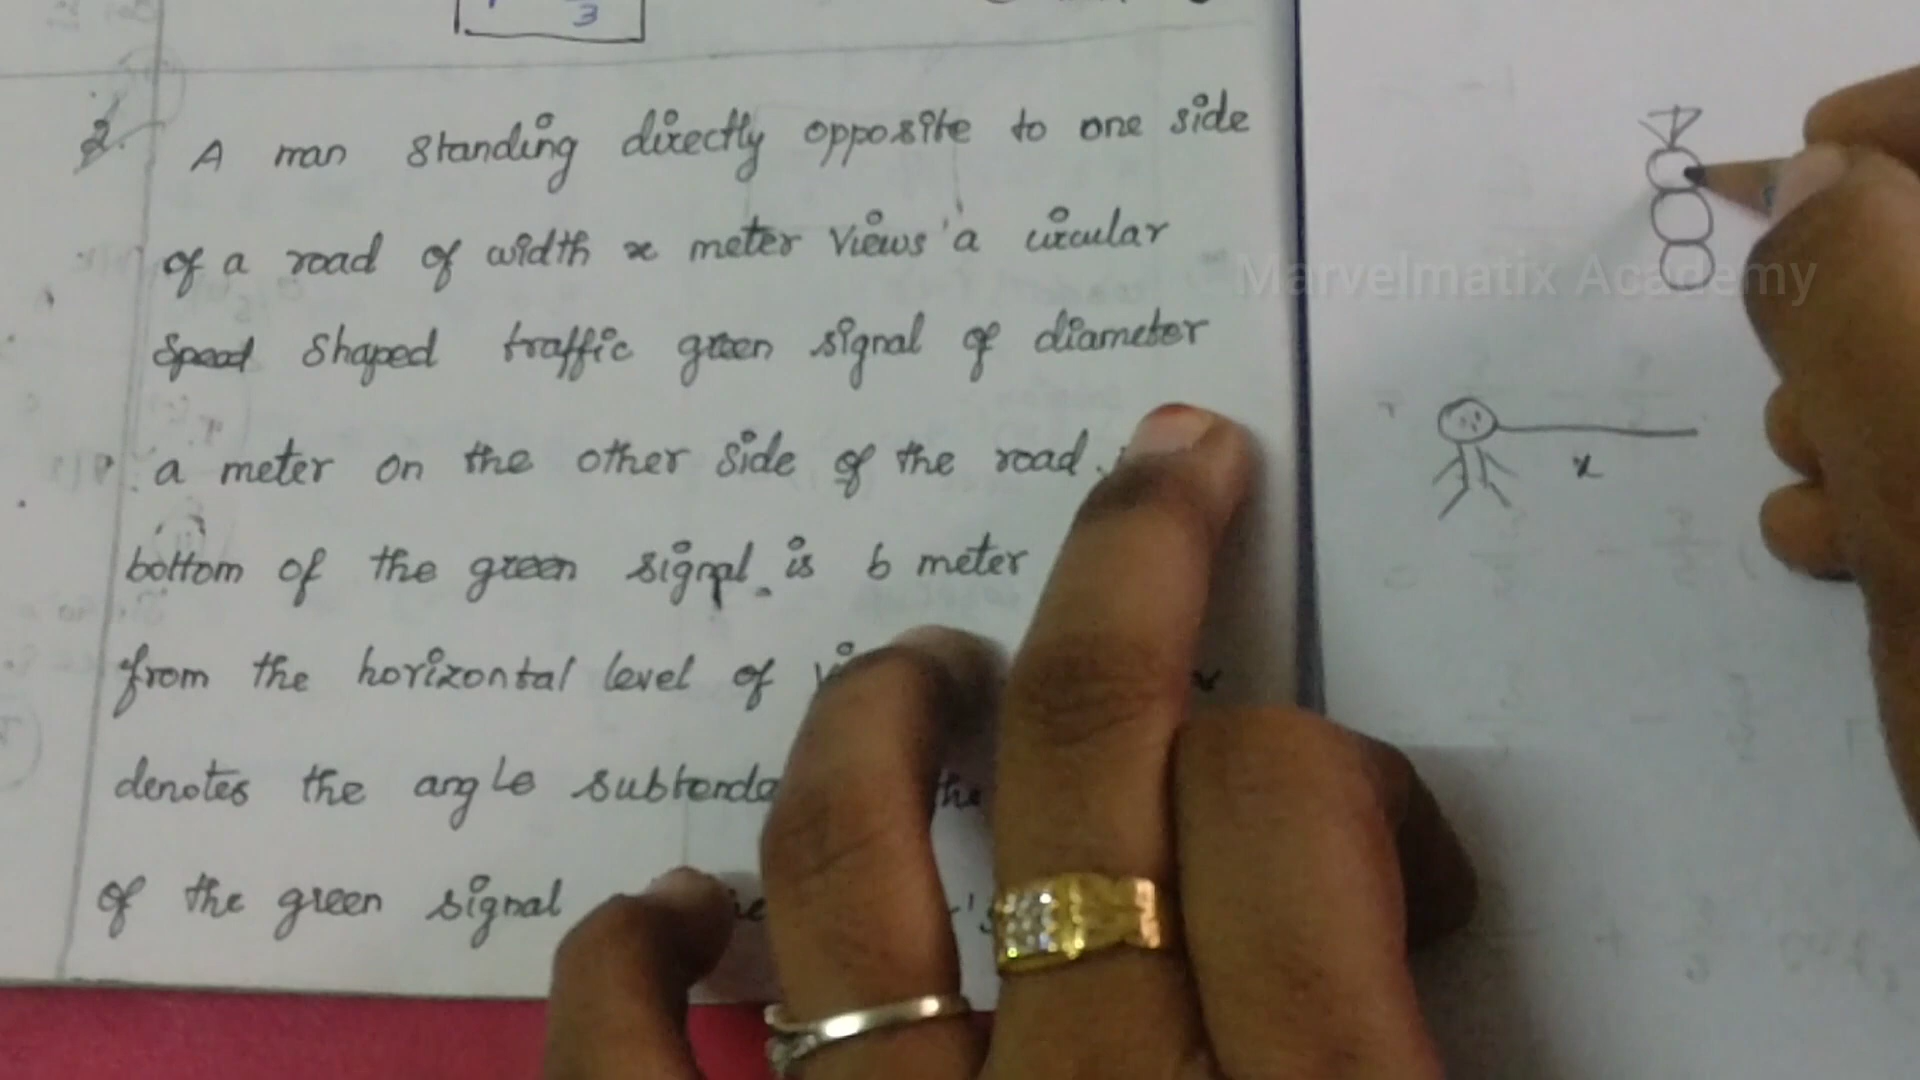 3
2.
A man standing directly opposite to one side
of a road of width x meter views a circular
Speed shaped traffic green signal of diameter
a meter on the other side of the road.
bottom of the green signal is b meter
from the horizontal level of
denotes the angle the
of the green signal
Marvelmatix Academy
x